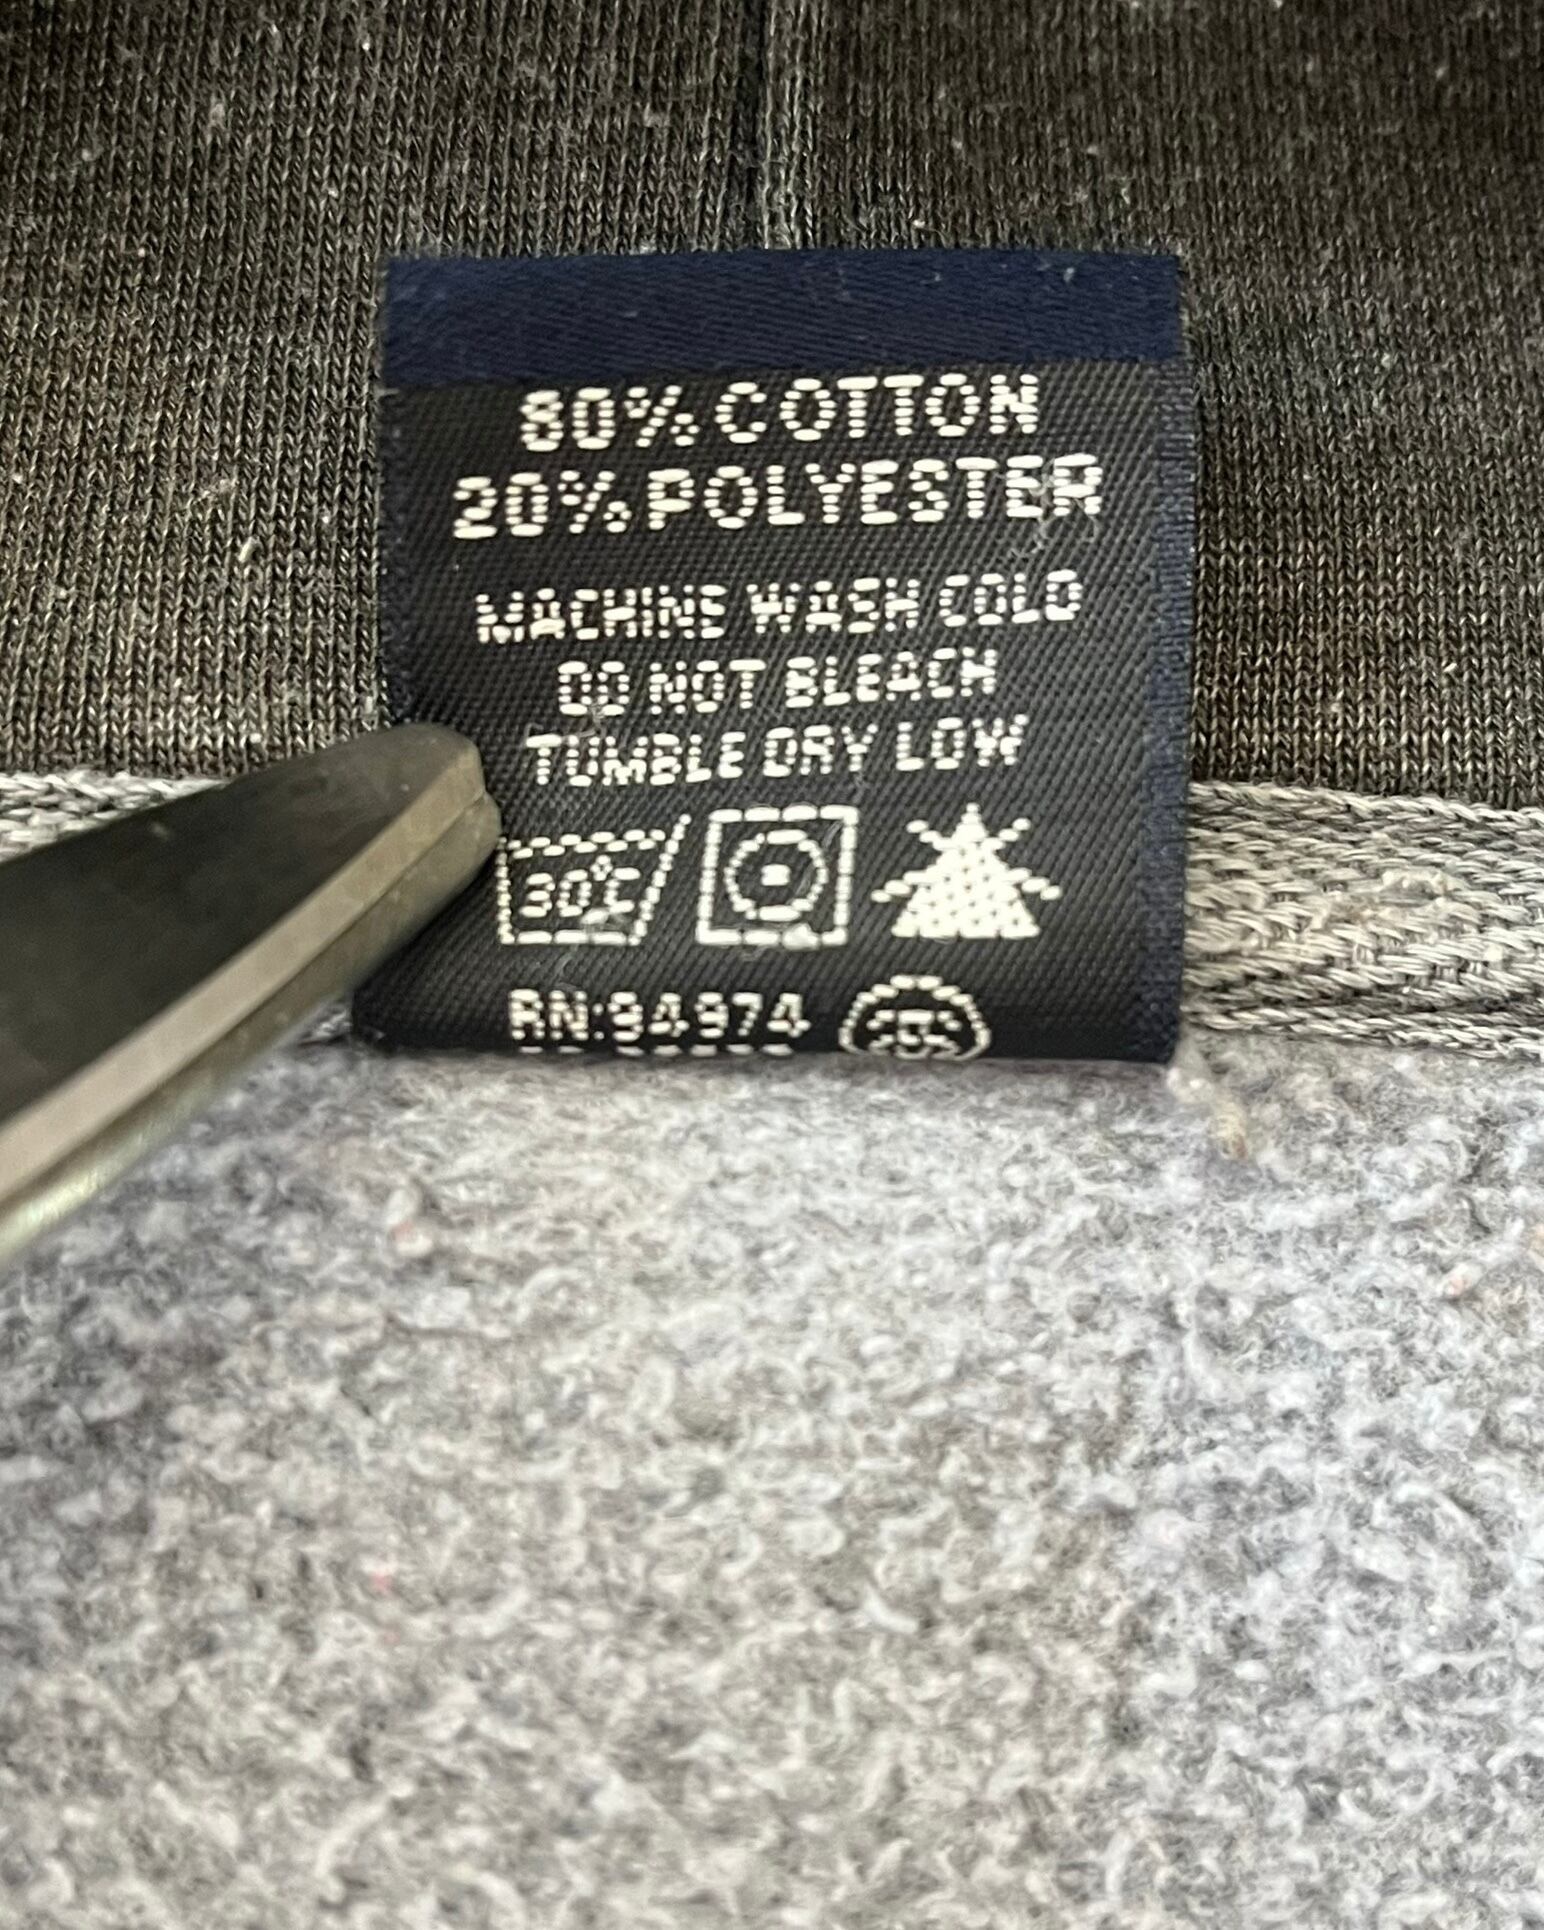 80% COTTON
20% POLYESTER
MACHINE WASH COLD
DO NOT BLEACH
TUMBLE DRY LOW
30°C
RN:94974